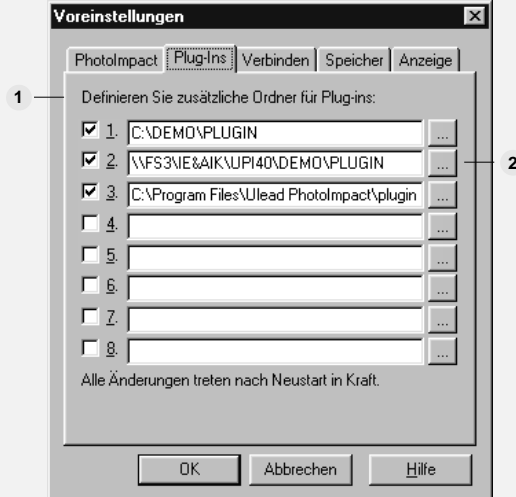 Voreinstellungen
PhotoImpact Plug-Ins Verbinden Speicher Anzeige
1 Definieren Sie zusätzliche Ordner für Plug-ins:
1. C:\DEMO\PLUGIN ...
2. \\FS3\IE&AIK\UPI40\DEMO\PLUGIN ... 2
3. C:\Program Files\Ulead PhotoImpact\plugin ...
4. ...
5. ...
6. ...
7. ...
8. ...
Alle Änderungen treten nach Neustart in Kraft.
OK Abbrechen Hilfe